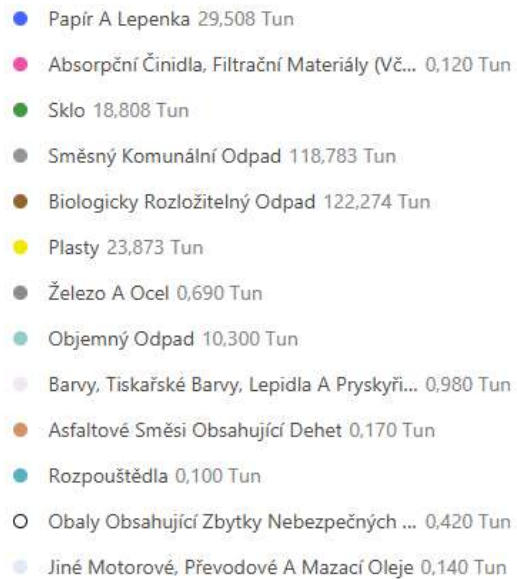 Papír A Lepenka 29,508 Tun
Absorpční Činidla, Filtrační Materiály (Vč... 0,120 Tun
Sklo 18,808 Tun
Směsný Komunální Odpad 118,783 Tun
Biologicky Rozložitelný Odpad 122,274 Tun
Plasty 23,873 Tun
Železo A Ocel 0,690 Tun
Objemný Odpad 10,300 Tun
Barvy, Tiskařské Barvy, Lepidla A Pryskyři... 0,980 Tun
Asfaltové Směsi Obsahující Dehet 0,170 Tun
Rozpouštědla 0,100 Tun
Obaly Obsahující Zbytky Nebezpečných ... 0,420 Tun
Jiné Motorové, Převodové A Mazací Oleje 0,140 Tun